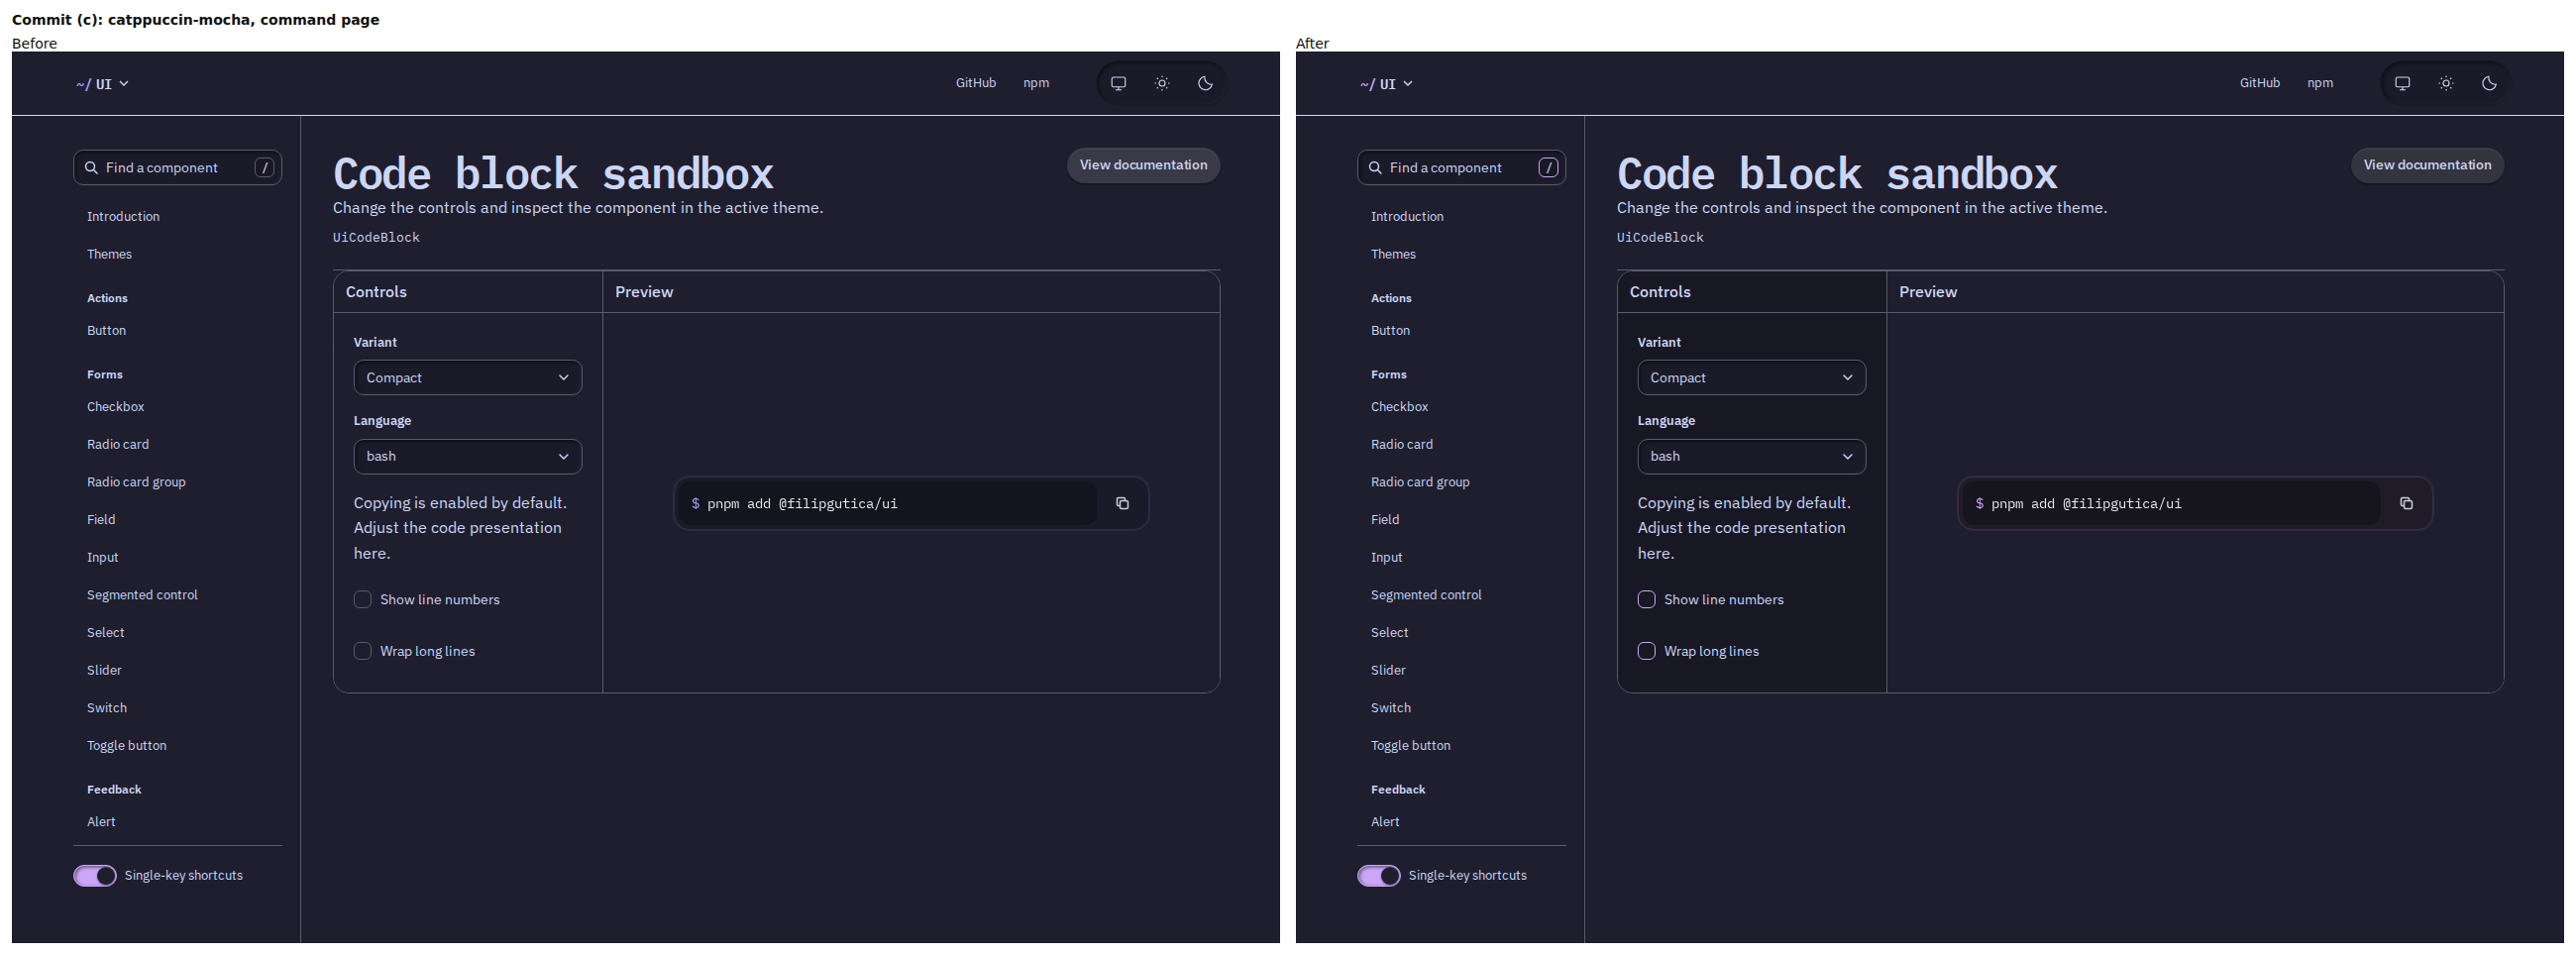 Commit (c): catppuccin-mocha, command page
Before
~/ UI
GitHub npm
Find a component /
Introduction
Themes
Actions
Button
Forms
Checkbox
Radio card
Radio card group
Field
Input
Segmented control
Select
Slider
Switch
Toggle button
Feedback
Alert
Single-key shortcuts
Code block sandbox
View documentation
Change the controls and inspect the component in the active theme.
UiCodeBlock
Controls
Preview
Variant
Compact
Language
bash
Copying is enabled by default.
Adjust the code presentation
here.
Show line numbers
Wrap long lines
$ pnpm add @filipgutica/ui
After
~/ UI
GitHub npm
Find a component /
Introduction
Themes
Actions
Button
Forms
Checkbox
Radio card
Radio card group
Field
Input
Segmented control
Select
Slider
Switch
Toggle button
Feedback
Alert
Single-key shortcuts
Code block sandbox
View documentation
Change the controls and inspect the component in the active theme.
UiCodeBlock
Controls
Preview
Variant
Compact
Language
bash
Copying is enabled by default.
Adjust the code presentation
here.
Show line numbers
Wrap long lines
$ pnpm add @filipgutica/ui